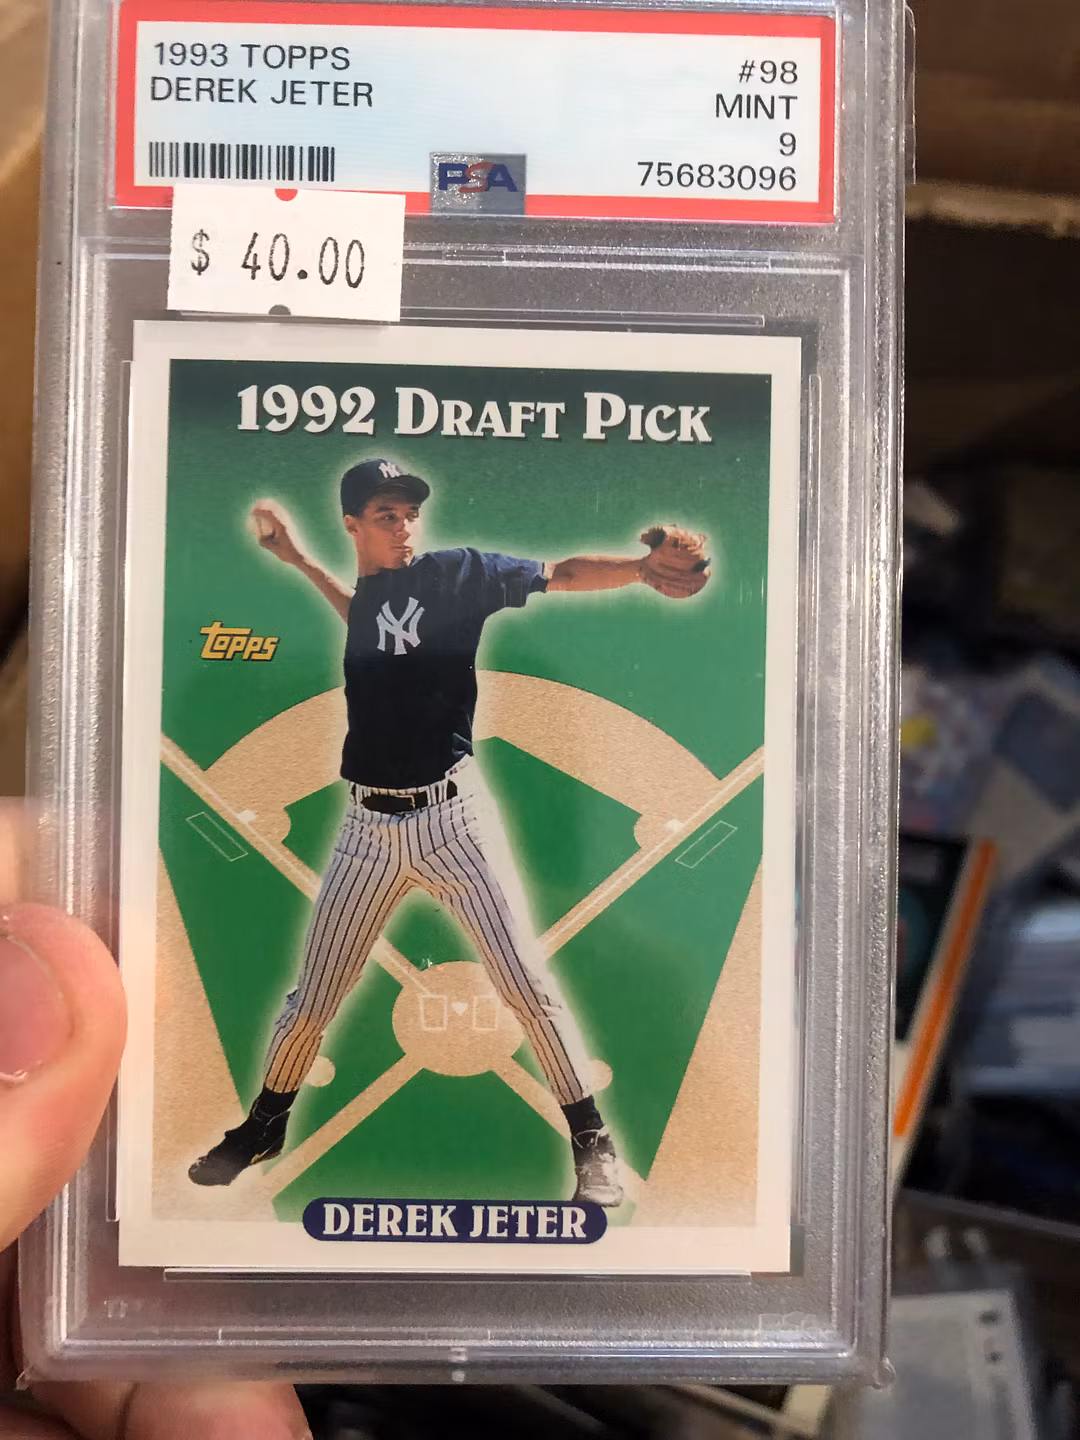 1993 TOPPS
#98
DEREK JETER
MINT
9
PSA
75683096
$ 40.00
1992 DRAFT PICK
NY
NY
Topps
DEREK JETER
PSA